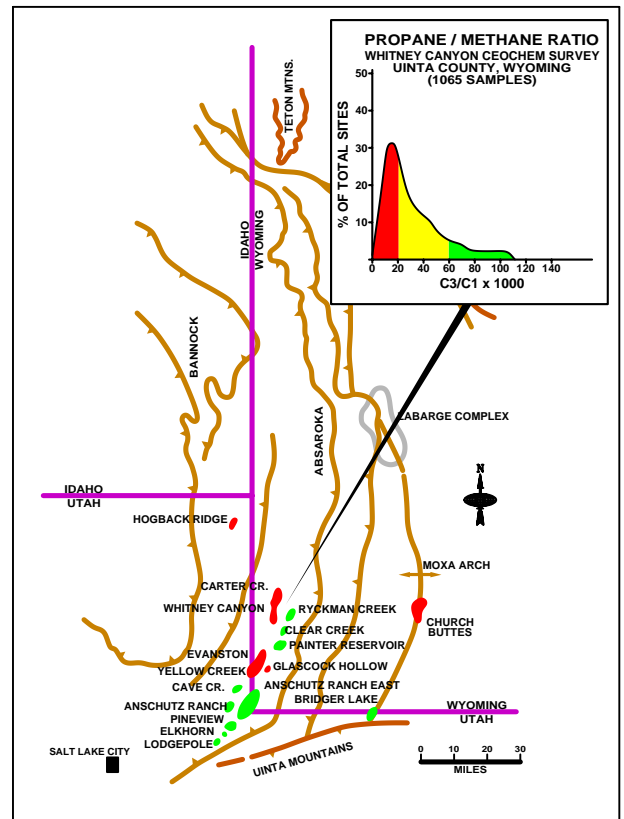 PROPANE / METHANE RATIO
WHITNEY CANYON CEOCHEM SURVEY
UINTA COUNTY, WYOMING
(1065 SAMPLES)
% OF TOTAL SITES
50
40
30
20
10
0 20 40 60 80 100 120 140
C3/C1 x 1000
TETON MTNS.
IDAHO
WYOMING
BANNOCK
ABSAROKA
LABARGE COMPLEX
IDAHO
UTAH
N
HOGBACK RIDGE
MOXA ARCH
CARTER CR.
WHITNEY CANYON
RYCKMAN CREEK
CHURCH
BUTTES
CLEAR CREEK
PAINTER RESERVOIR
EVANSTON
YELLOW CREEK
GLASCOCK HOLLOW
CAVE CR.
ANSCHUTZ RANCH EAST
BRIDGER LAKE
ANSCHUTZ RANCH
WYOMING
UTAH
PINEVIEW
ELKHORN
LODGEPOLE
SALT LAKE CITY
UINTA MOUNTAINS
0 10 20 30
MILES